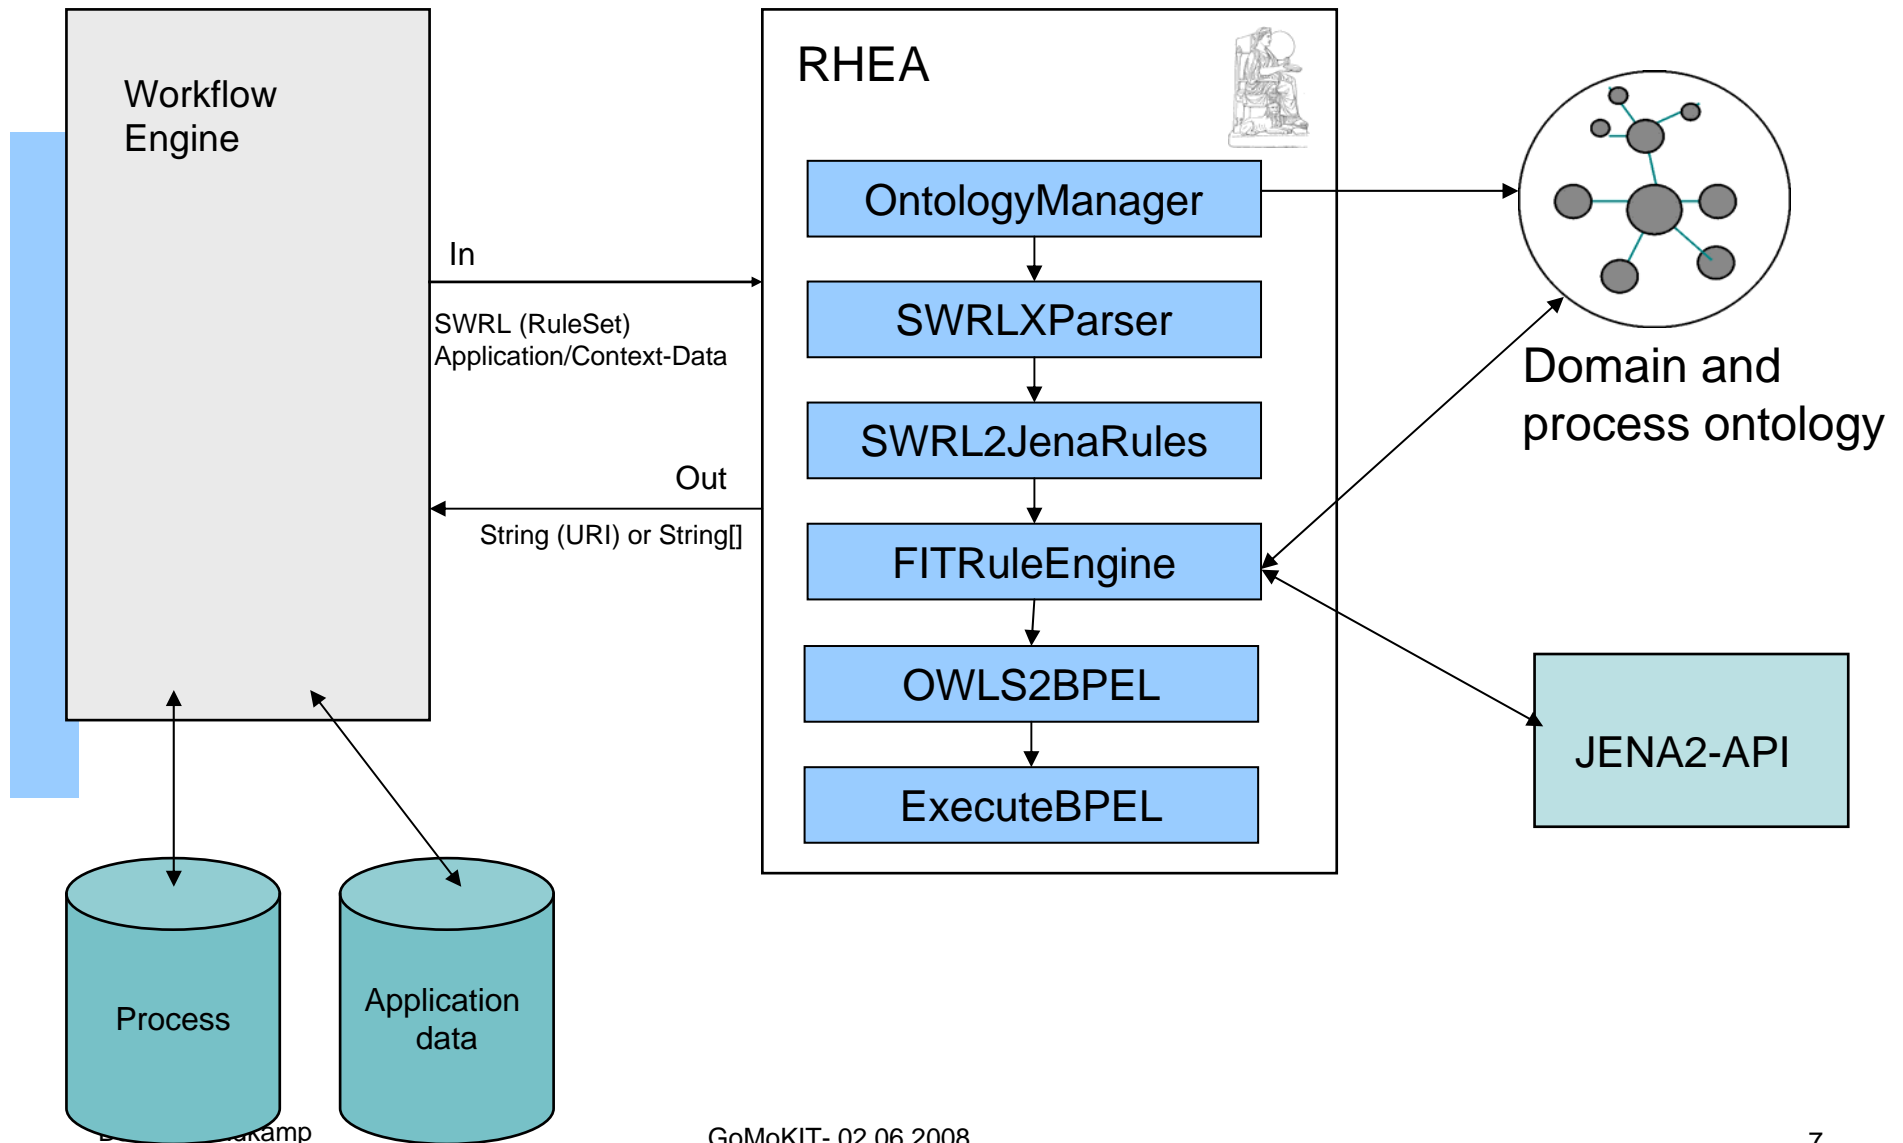 Workflow
Engine
In
SWRL (RuleSet)
Application/Context-Data
Out
String (URI) or String[]
RHEA
OntologyManager
SWRLXParser
SWRL2JenaRules
FITRuleEngine
OWLS2BPEL
ExecuteBPEL
Domain and
process ontology
JENA2-API
Process
Application
data
GoMoKIT- 02.06.2008
7